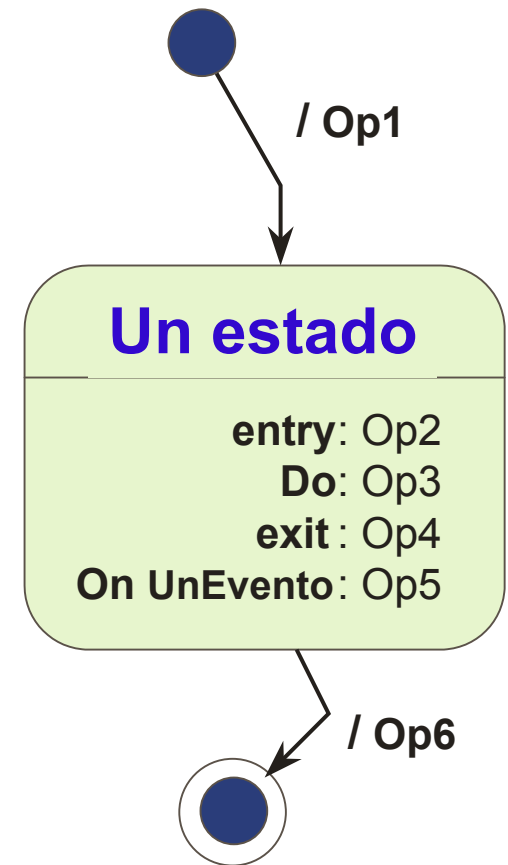 / Op1
Un estado
entry: Op2
Do: Op3
exit : Op4
On UnEvento: Op5
/ Op6